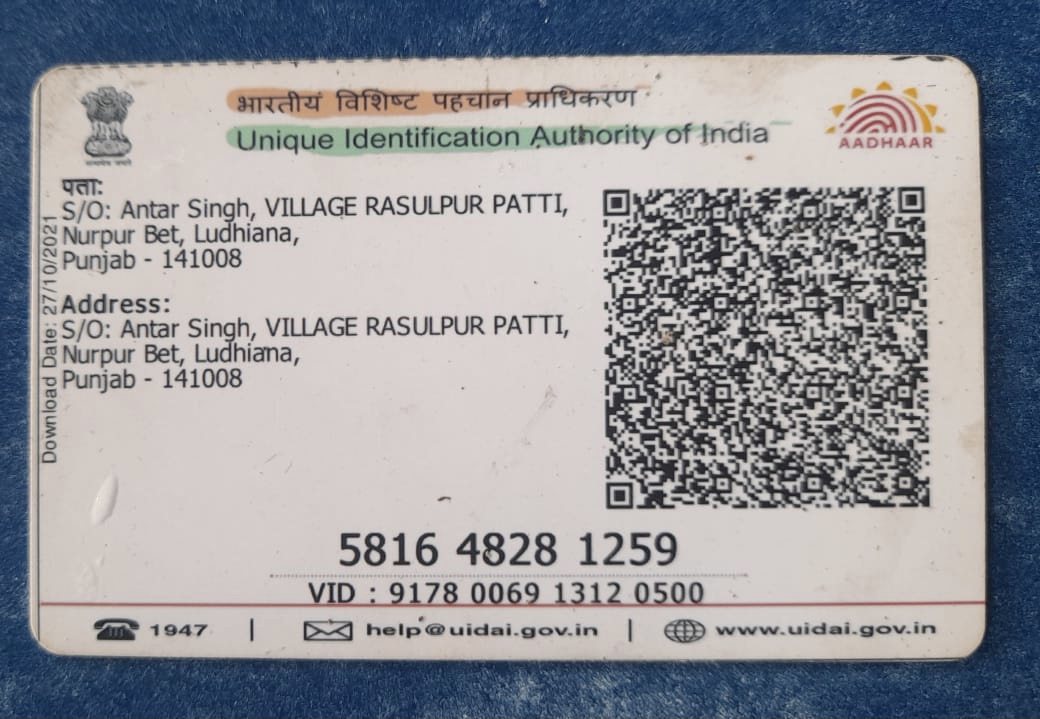 भारतीय विशिष्ट पहचान प्राधिकरण
Unique Identification Authority of India
AADHAAR
पता:
S/O: Antar Singh, VILLAGE RASULPUR PATTI,
Nurpur Bet, Ludhiana,
Punjab - 141008
Address:
S/O: Antar Singh, VILLAGE RASULPUR PATTI,
Nurpur Bet, Ludhiana,
Punjab - 141008
Download Date: 27/10/2021
5816 4828 1259
VID : 9178 0069 1312 0500
1947 | help@uidai.gov.in | www.uidai.gov.in